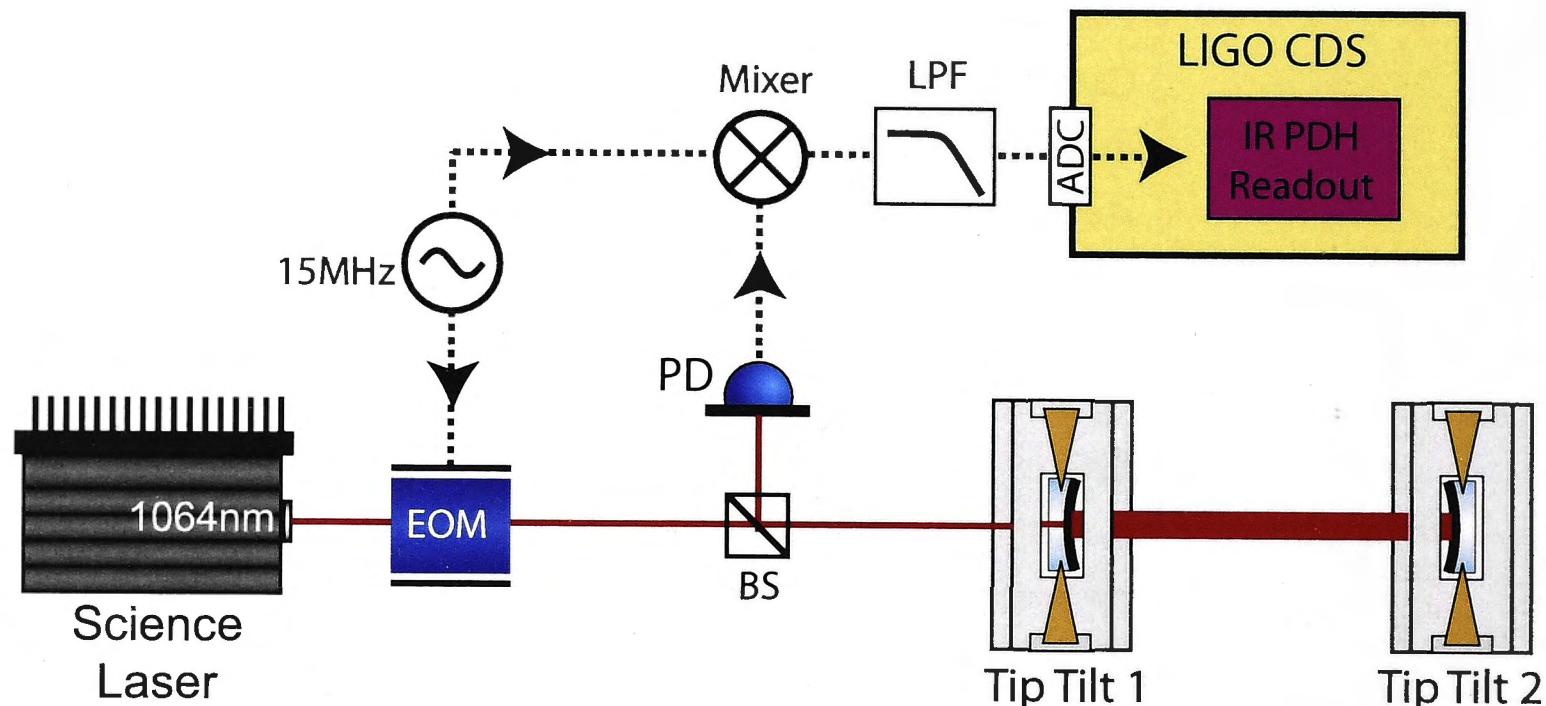 LIGO CDS
Mixer
LPF
ADC
IR PDH
Readout
15MHz
PD
1064nm
EOM
BS
Science
Laser
Tip Tilt 1
Tip Tilt 2